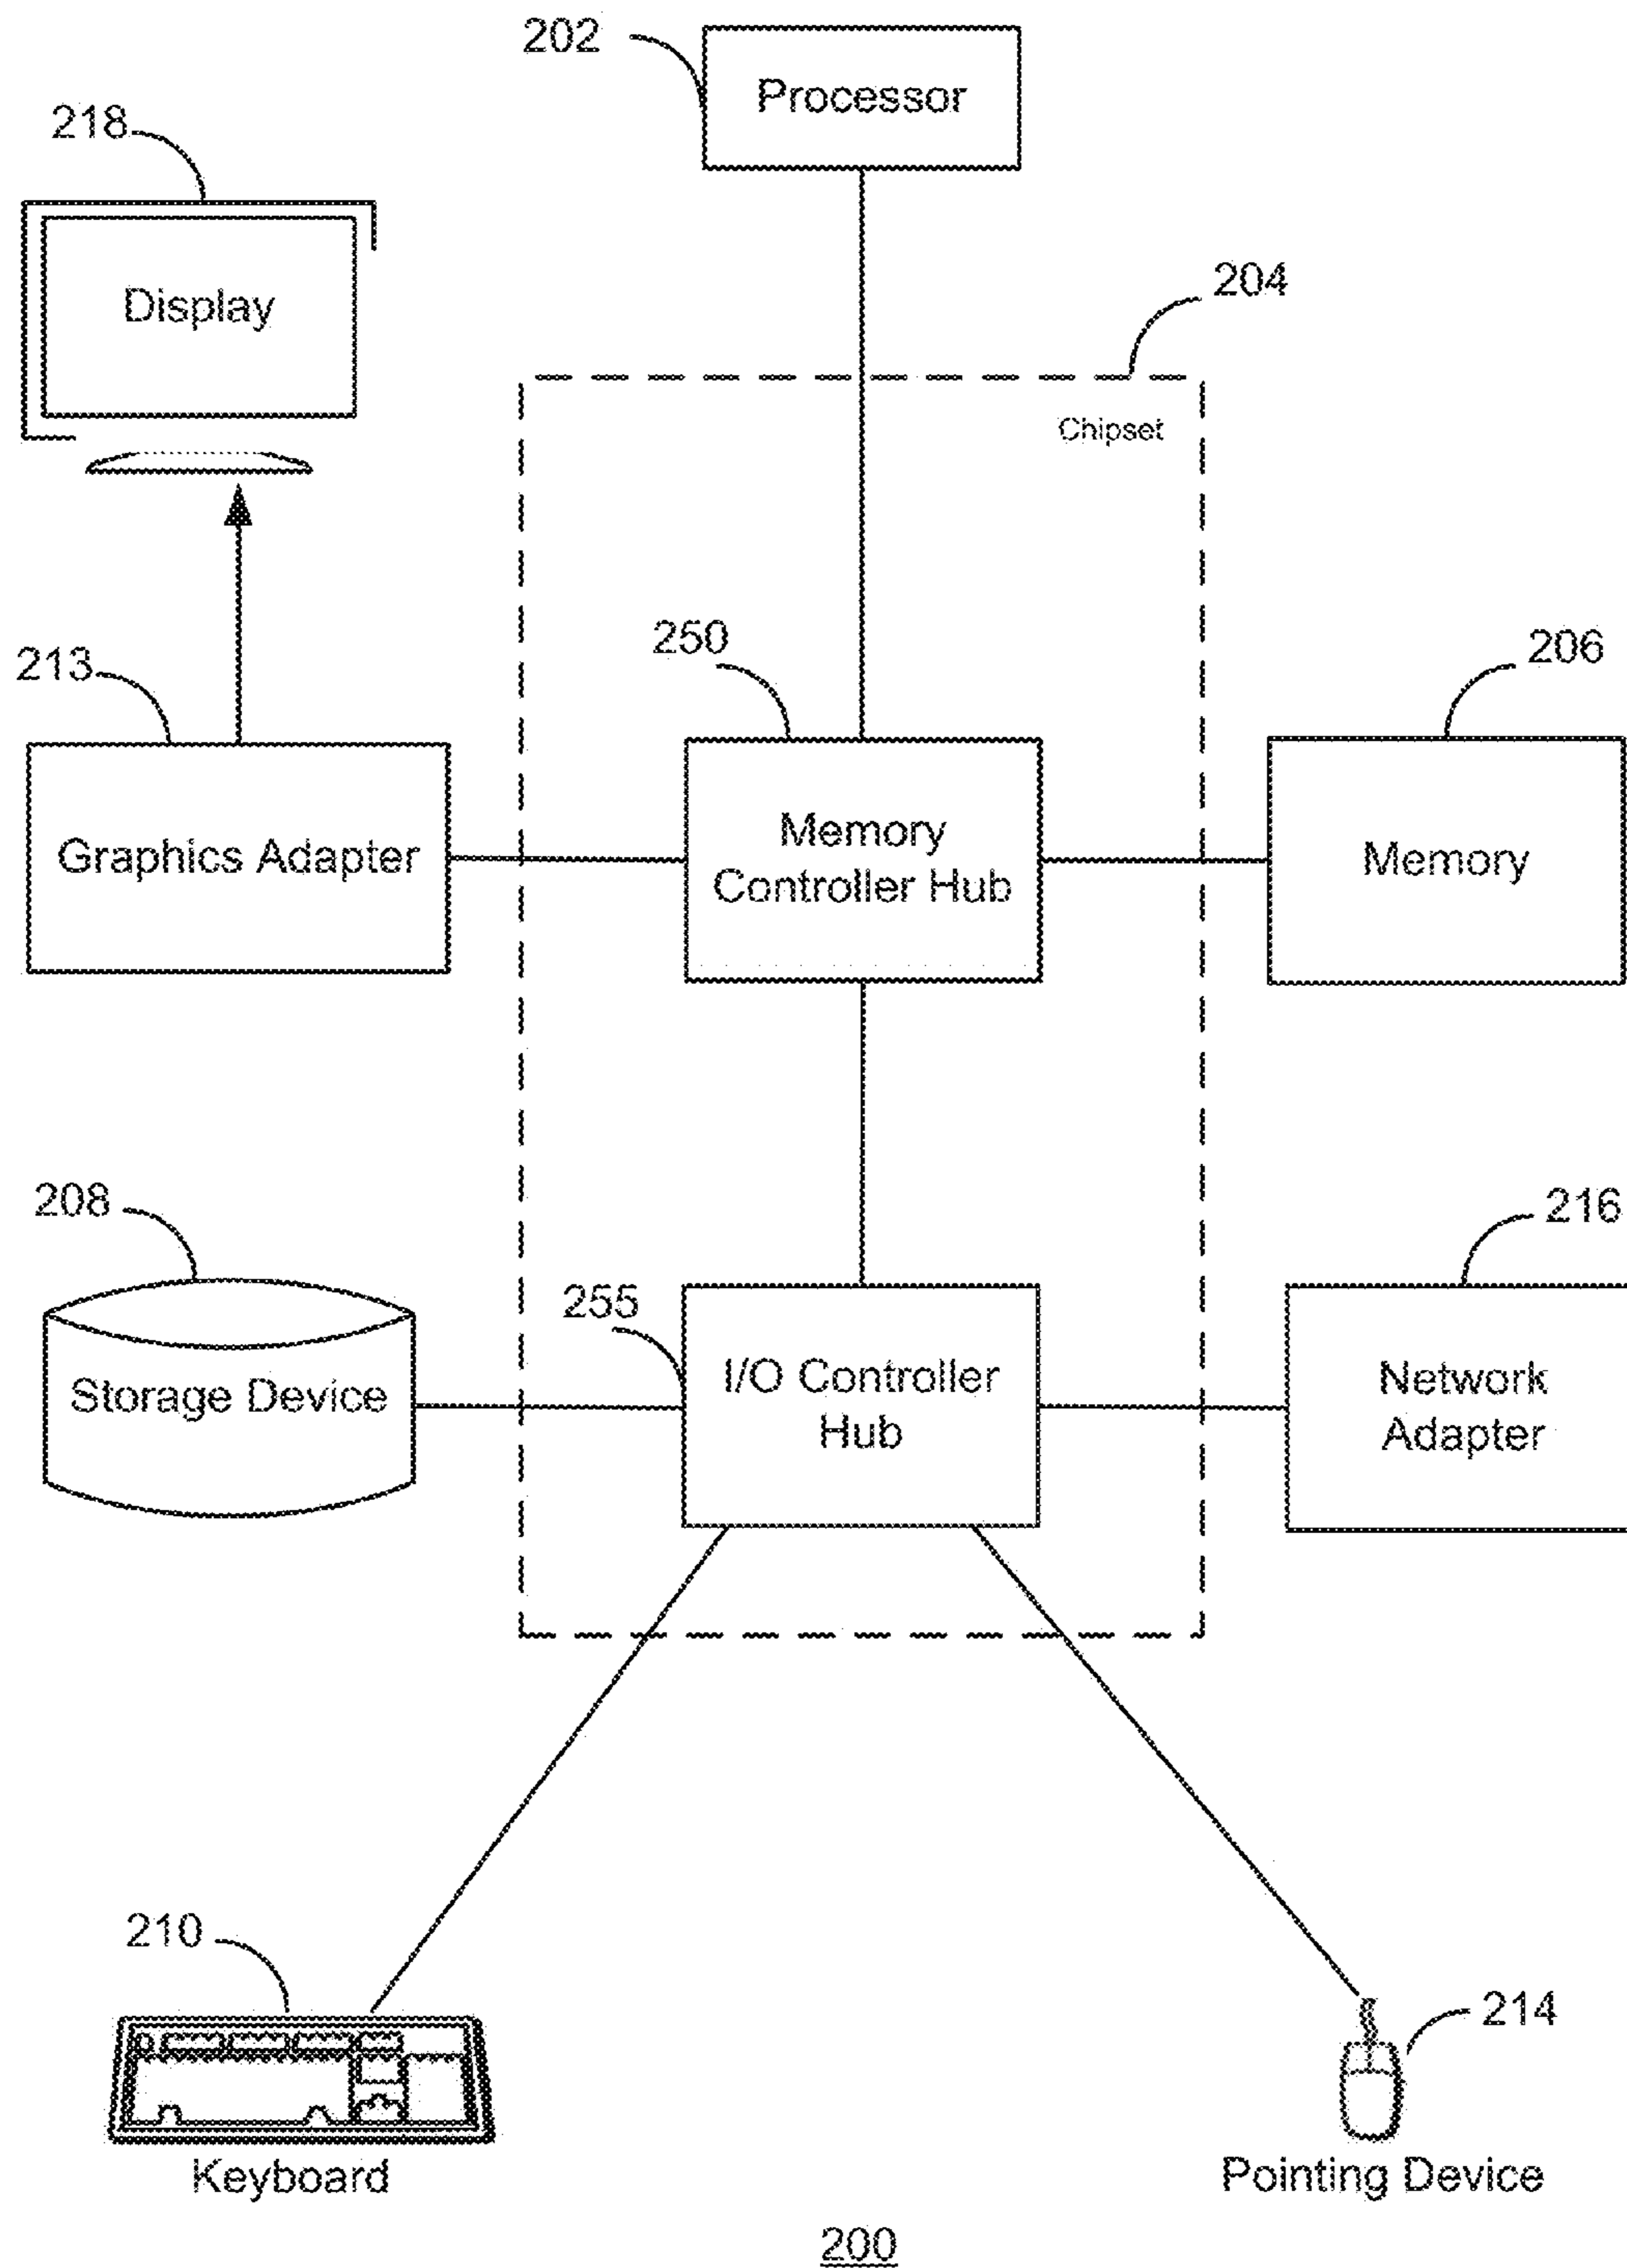 202
Processor
218
Display
204
Chipset
213
250
206
Graphics Adapter
Memory
Controller Hub
Memory
208
216
255
Storage Device
I/O Controller
Hub
Network
Adapter
210
214
Keyboard
Pointing Device
200